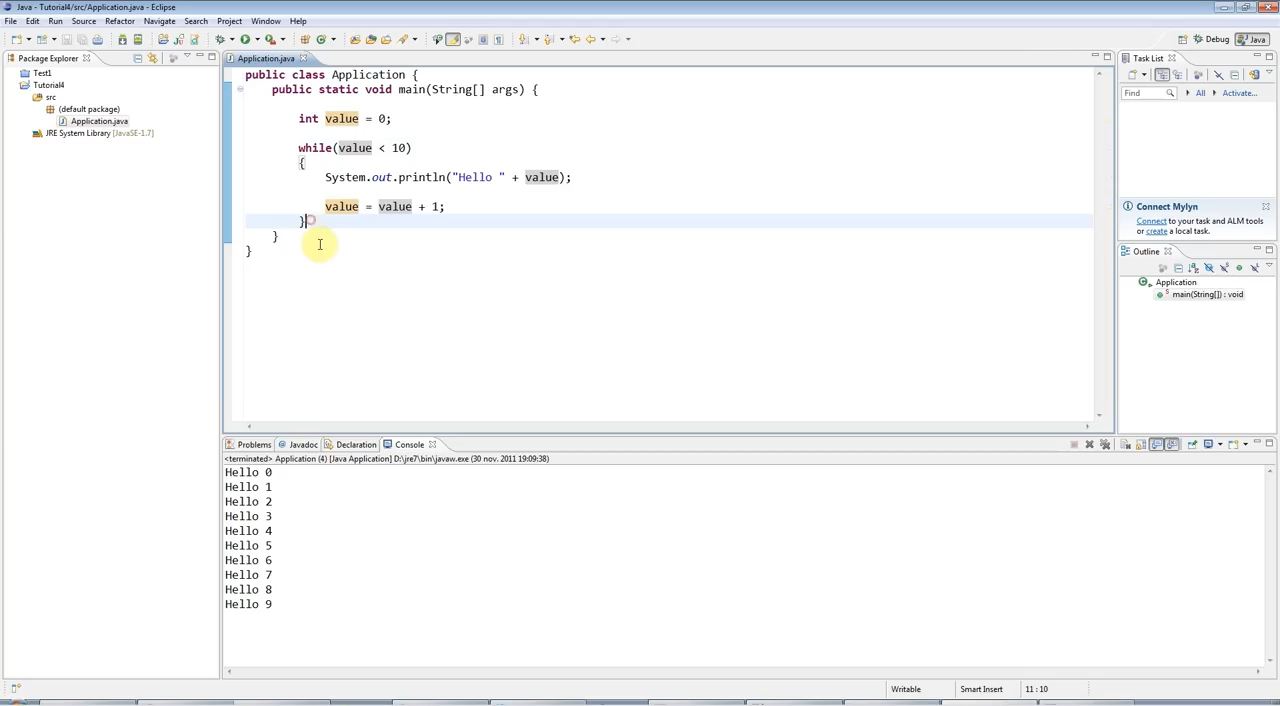 Java - Tutorial4/src/Application.java - Eclipse
File Edit Run Source Refactor Navigate Search Project Window Help
Debug Java
Package Explorer
Test1
Tutorial4
src
(default package)
Application.java
JRE System Library [JavaSE-1.7]
Application.java
public class Application {
public static void main(String[] args) {
int value = 0;
while(value < 10)
{
System.out.println("Hello " + value);
value = value + 1;
}
}
}
Task List
Find All Activate...
Connect Mylyn
Connect to your task and ALM tools
or create a local task.
Outline
Application
main(String[]) : void
Problems Javadoc Declaration Console
<terminated> Application (4) [Java Application] D:\jre7\bin\javaw.exe (30 nov. 2011 19:09:38)
Hello 0
Hello 1
Hello 2
Hello 3
Hello 4
Hello 5
Hello 6
Hello 7
Hello 8
Hello 9
Writable Smart Insert 11 : 10